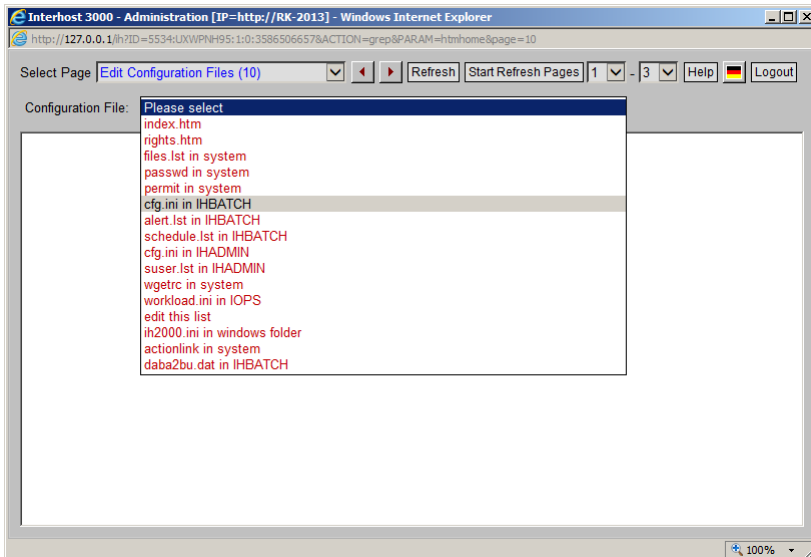 Interhost 3000 - Administration [IP=http://RK-2013] - Windows Internet Explorer
http://127.0.0.1/ih?ID=5534:UXWPNH95:1:0:3586506657&ACTION=grep&PARAM=htmhome&page=10
Select Page Edit Configuration Files (10) Refresh Start Refresh Pages 1 - 3 Help Logout
Configuration File: Please select
index.htm
rights.htm
files.lst in system
passwd in system
permit in system
cfg.ini in IHBATCH
alert.lst in IHBATCH
schedule.lst in IHBATCH
cfg.ini in IHADMIN
suser.lst in IHADMIN
wgetrc in system
workload.ini in IOPS
edit this list
ih2000.ini in windows folder
actionlink in system
daba2bu.dat in IHBATCH
100%